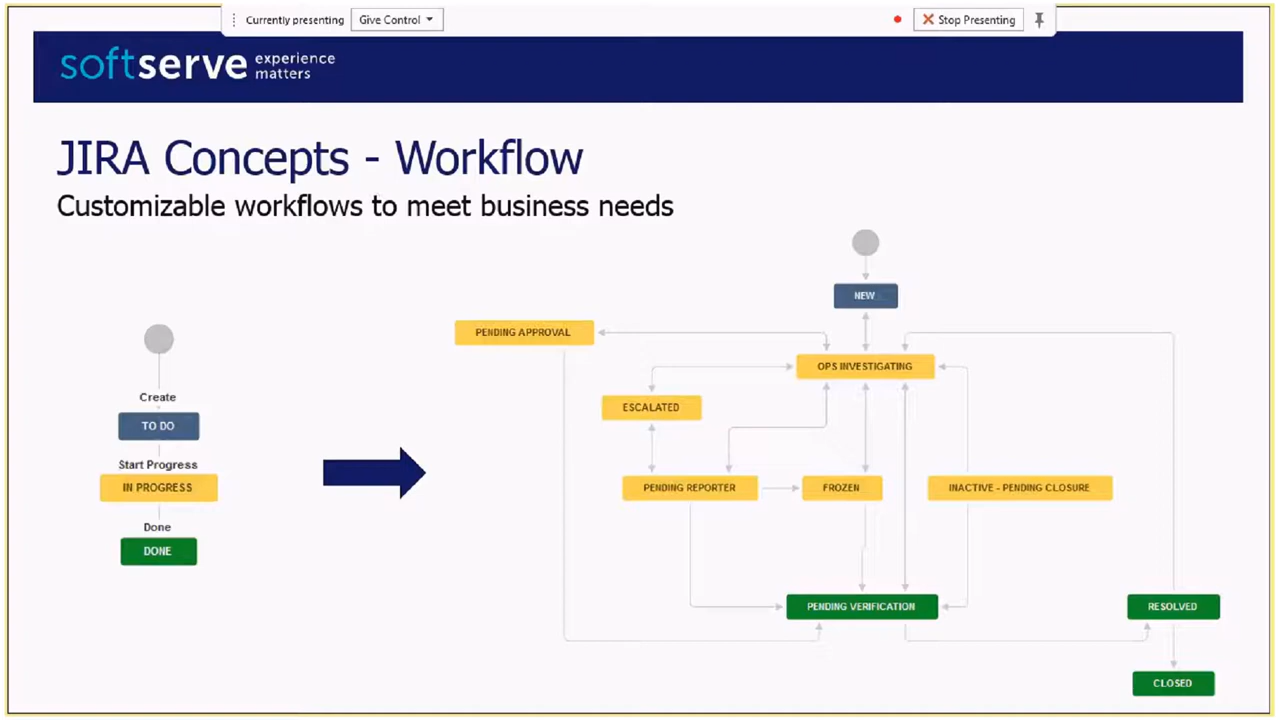 Currently presenting
Give Control
Stop Presenting
softserve experience matters
JIRA Concepts - Workflow
Customizable workflows to meet business needs
Create
TO DO
Start Progress
IN PROGRESS
Done
DONE
NEW
PENDING APPROVAL
OPS INVESTIGATING
ESCALATED
PENDING REPORTER
FROZEN
INACTIVE - PENDING CLOSURE
PENDING VERIFICATION
RESOLVED
CLOSED